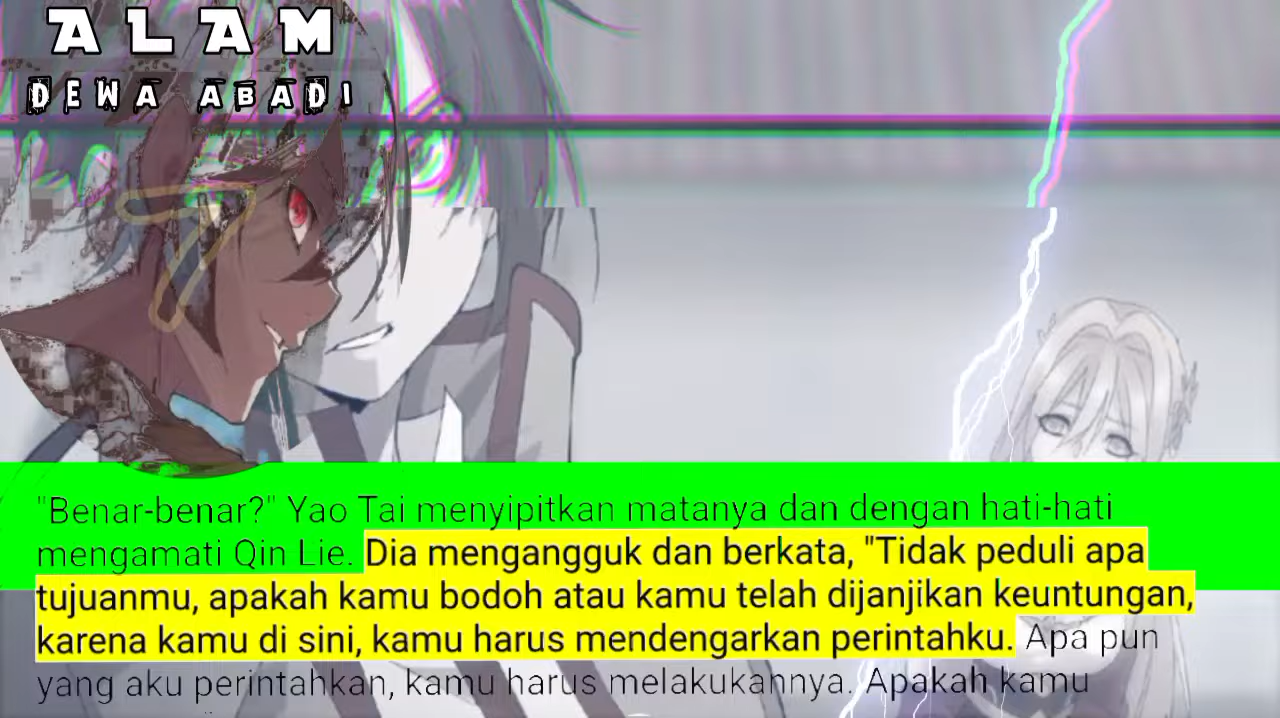 ALAM
DEWA ABADI
"Benar-benar?" Yao Tai menyipitkan matanya dan dengan hati-hati
mengamati Qin Lie. Dia mengangguk dan berkata, "Tidak peduli apa
tujuanmu, apakah kamu bodoh atau kamu telah dijanjikan keuntungan,
karena kamu di sini, kamu harus mendengarkan perintahku. Apa pun
yang aku perintahkan, kamu harus melakukannya. Apakah kamu